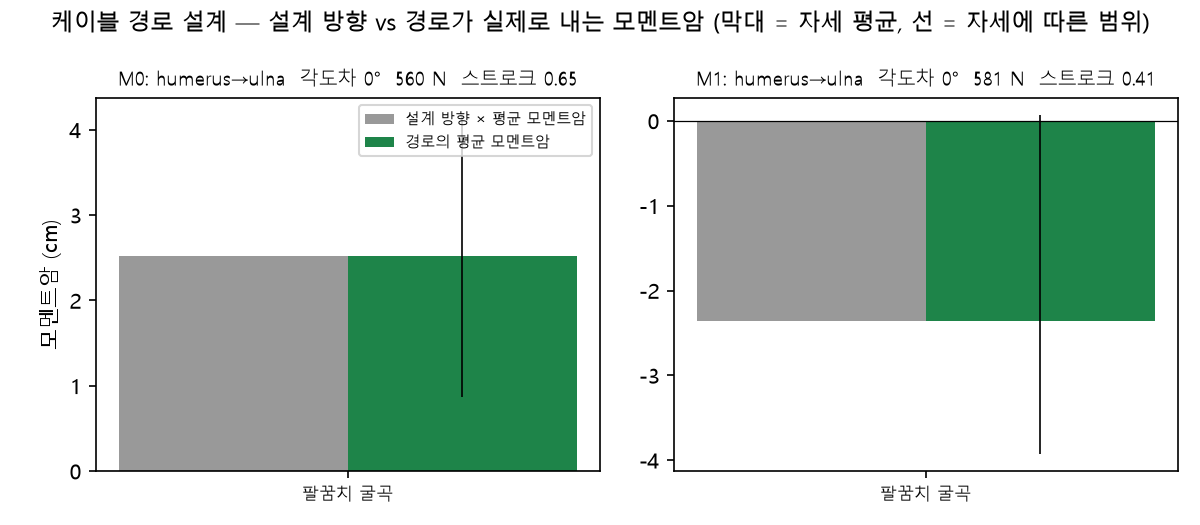 케이블 경로 설계 — 설계 방향 vs 경로가 실제로 내는 모멘트암 (막대 = 자세 평균, 선 = 자세에 따른 범위)
M0: humerus→ulna 각도차 0° 560 N 스트로크 0.65
설계 방향 × 평균 모멘트암
경로의 평균 모멘트암
모멘트암 (cm)
4
3
2
1
0
팔꿈치 굴곡
M1: humerus→ulna 각도차 0° 581 N 스트로크 0.41
0
-1
-2
-3
-4
팔꿈치 굴곡